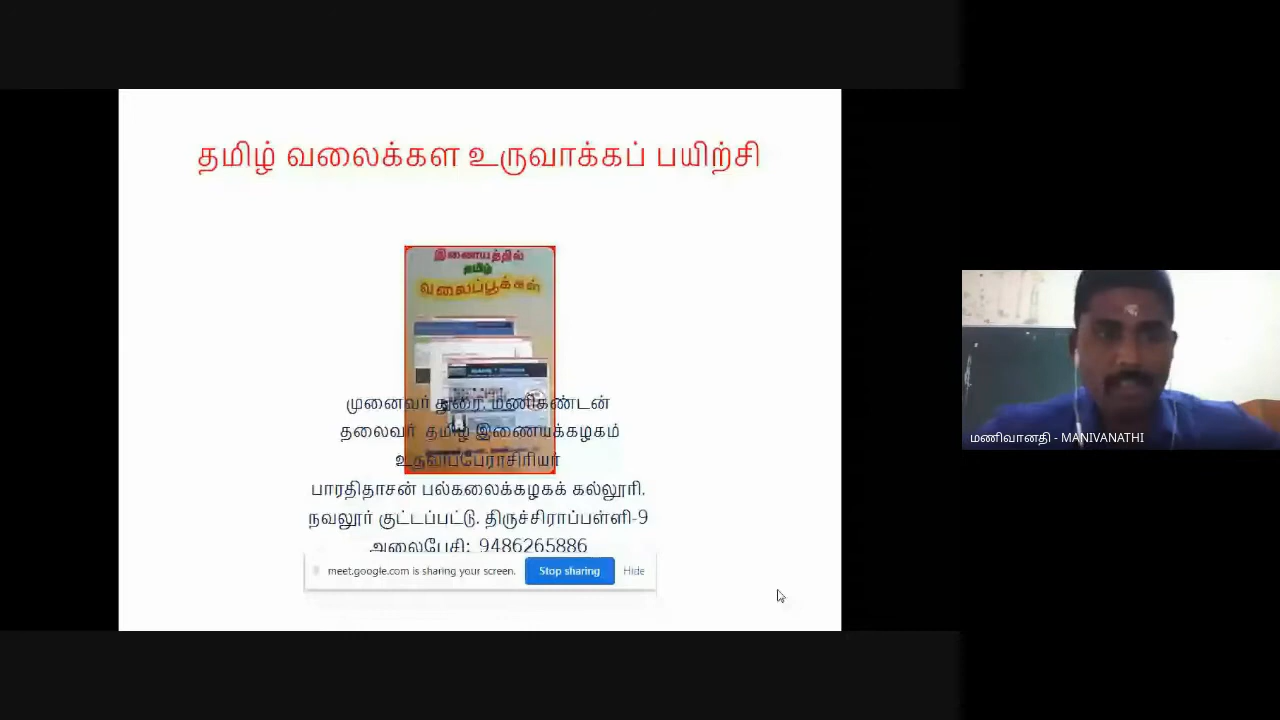 தமிழ் வலைக்கள உருவாக்கப் பயிற்சி
இணையத்தில்
தமிழ்
வலைப்பூக்கள்
முனைவர் துரை. மணிகண்டன்
தலைவர் தமிழ் இணையக்கழகம்
உதவிப்பேராசிரியர்
பாரதிதாசன் பல்கலைக்கழகக் கல்லூரி.
நவலூர் குட்டப்பட்டு. திருச்சிராப்பள்ளி-9
அலைபேசி: 9486265886
meet.google.com is sharing your screen.
Stop sharing
Hide
மணிவானதி - MANIVANATHI